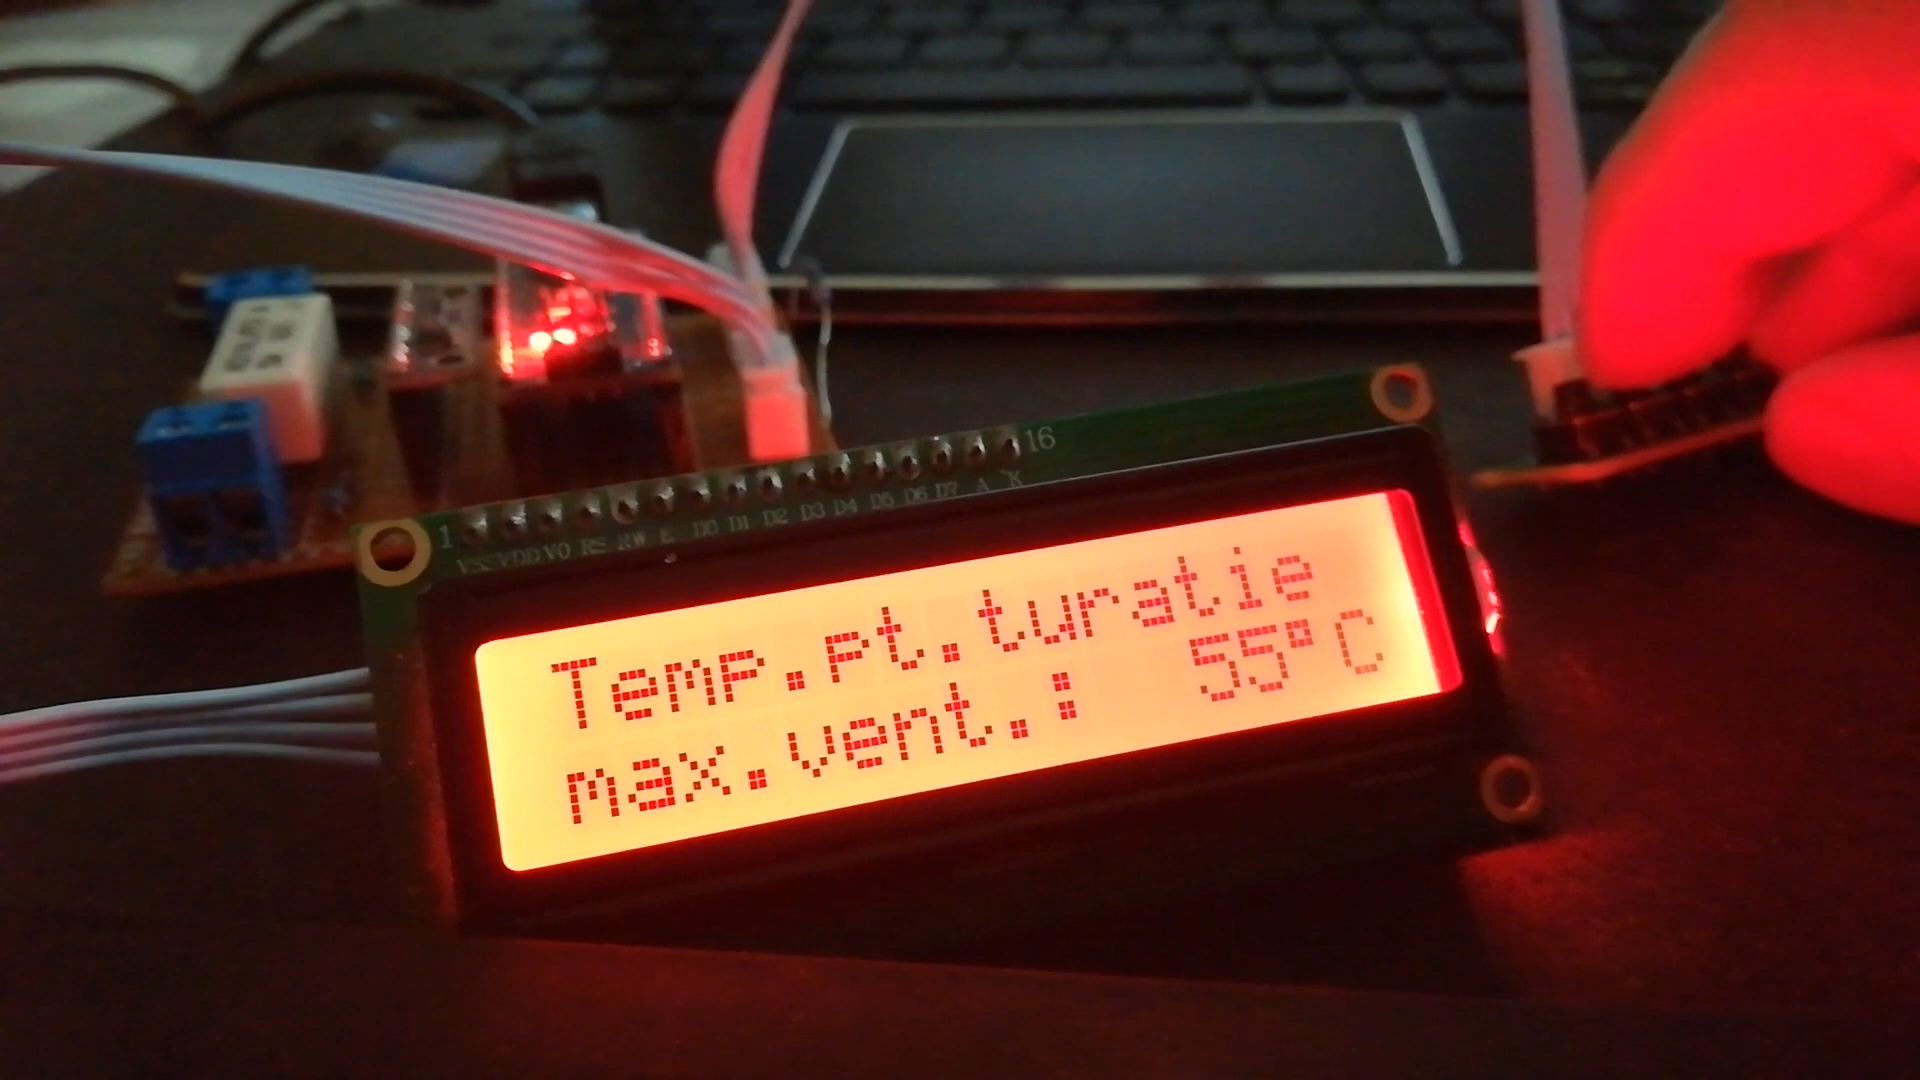 16
1
VSS VDD V0 RS RW E D0 D1 D2 D3 D4 D5 D6 D7 A K
Temp.pt.turatie
max.vent.: 55°C